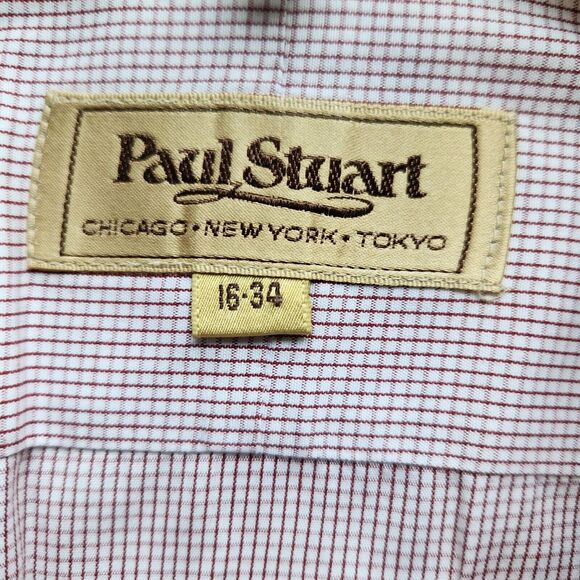 Paul Stuart
CHICAGO • NEW YORK • TOKYO
16-34